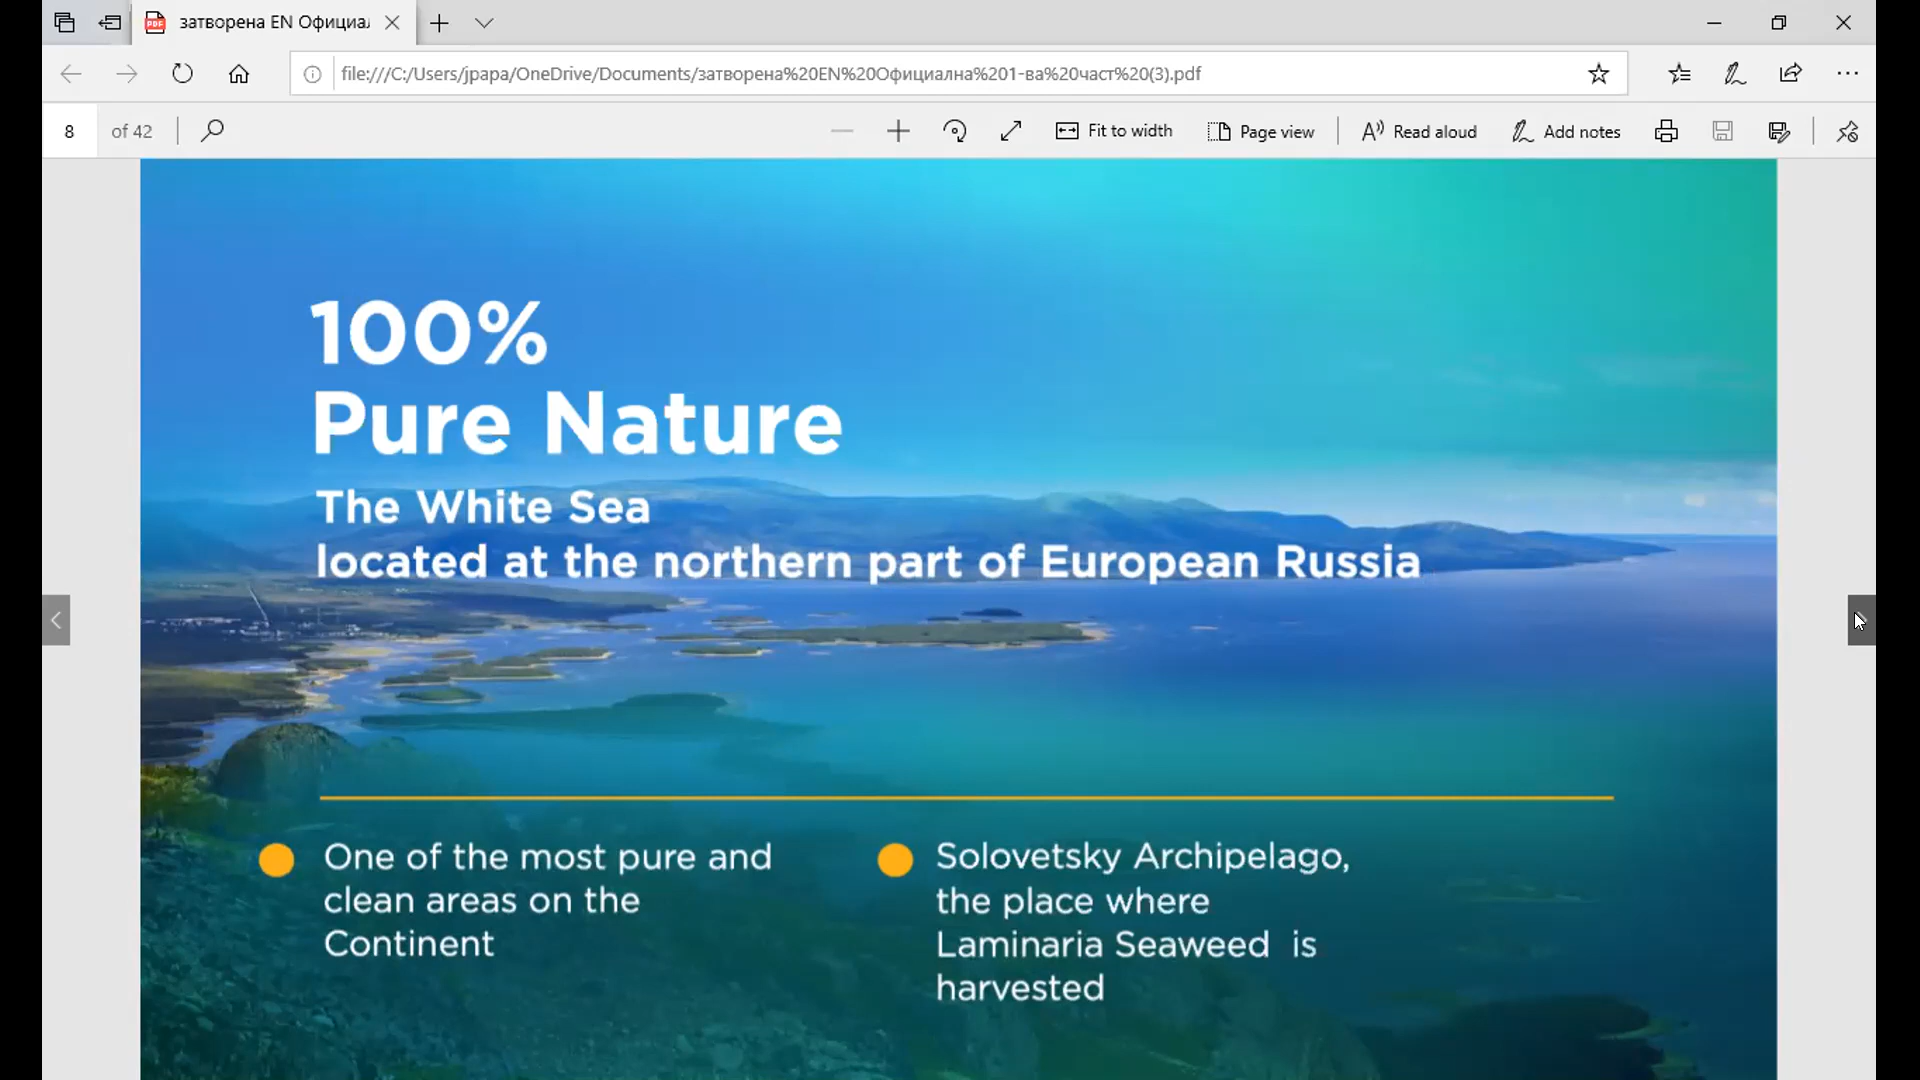 затворена EN Официал
file:///C:/Users/jpapa/OneDrive/Documents/затворена%20EN%20Официална%201-ва%20част%20(3).pdf
8 of 42
Fit to width
Page view
Read aloud
Add notes
100%
Pure Nature
The White Sea
located at the northern part of European Russia
One of the most pure and
clean areas on the
Continent
Solovetsky Archipelago,
the place where
Laminaria Seaweed is
harvested